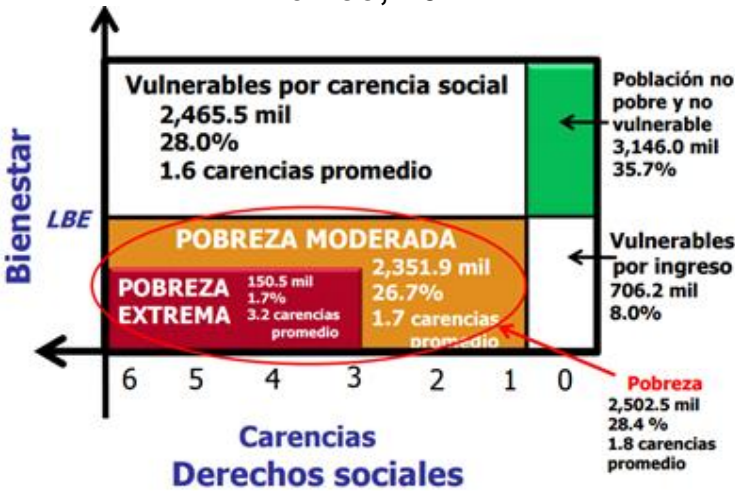 Vulnerables por carencia social
2,465.5 mil
28.0%
1.6 carencias promedio
Población no
pobre y no
vulnerable
3,146.0 mil
35.7%
Bienestar
LBE
POBREZA MODERADA
2,351.9 mil
26.7%
1.7 carencias
promedio
POBREZA
EXTREMA
150.5 mil
1.7%
3.2 carencias
promedio
Vulnerables
por ingreso
706.2 mil
8.0%
6 5 4 3 2 1 0
Pobreza
2,502.5 mil
28.4 %
1.8 carencias
promedio
Carencias
Derechos sociales